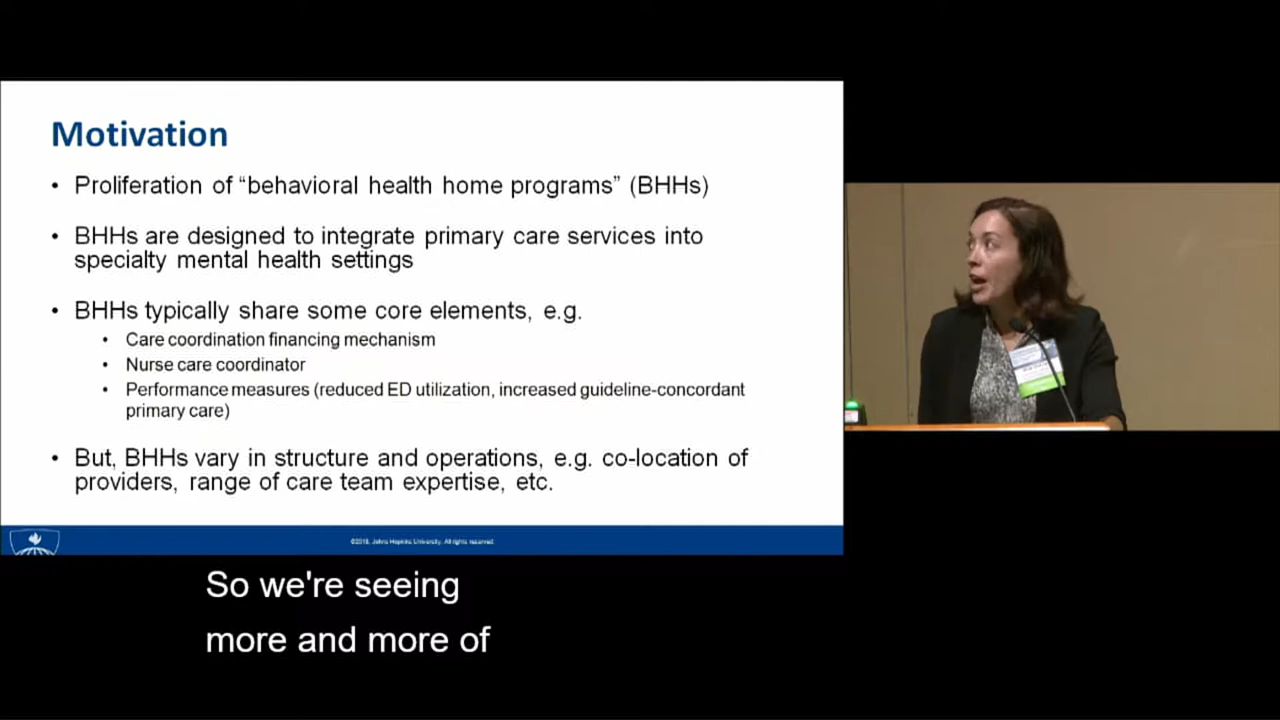 Motivation
• Proliferation of “behavioral health home programs” (BHHs)
• BHHs are designed to integrate primary care services into
specialty mental health settings
• BHHs typically share some core elements, e.g.
• Care coordination financing mechanism
• Nurse care coordinator
• Performance measures (reduced ED utilization, increased guideline-concordant
primary care)
• But, BHHs vary in structure and operations, e.g. co-location of
providers, range of care team expertise, etc.
Johns Hopkins University. All rights reserved.
So we're seeing
more and more of